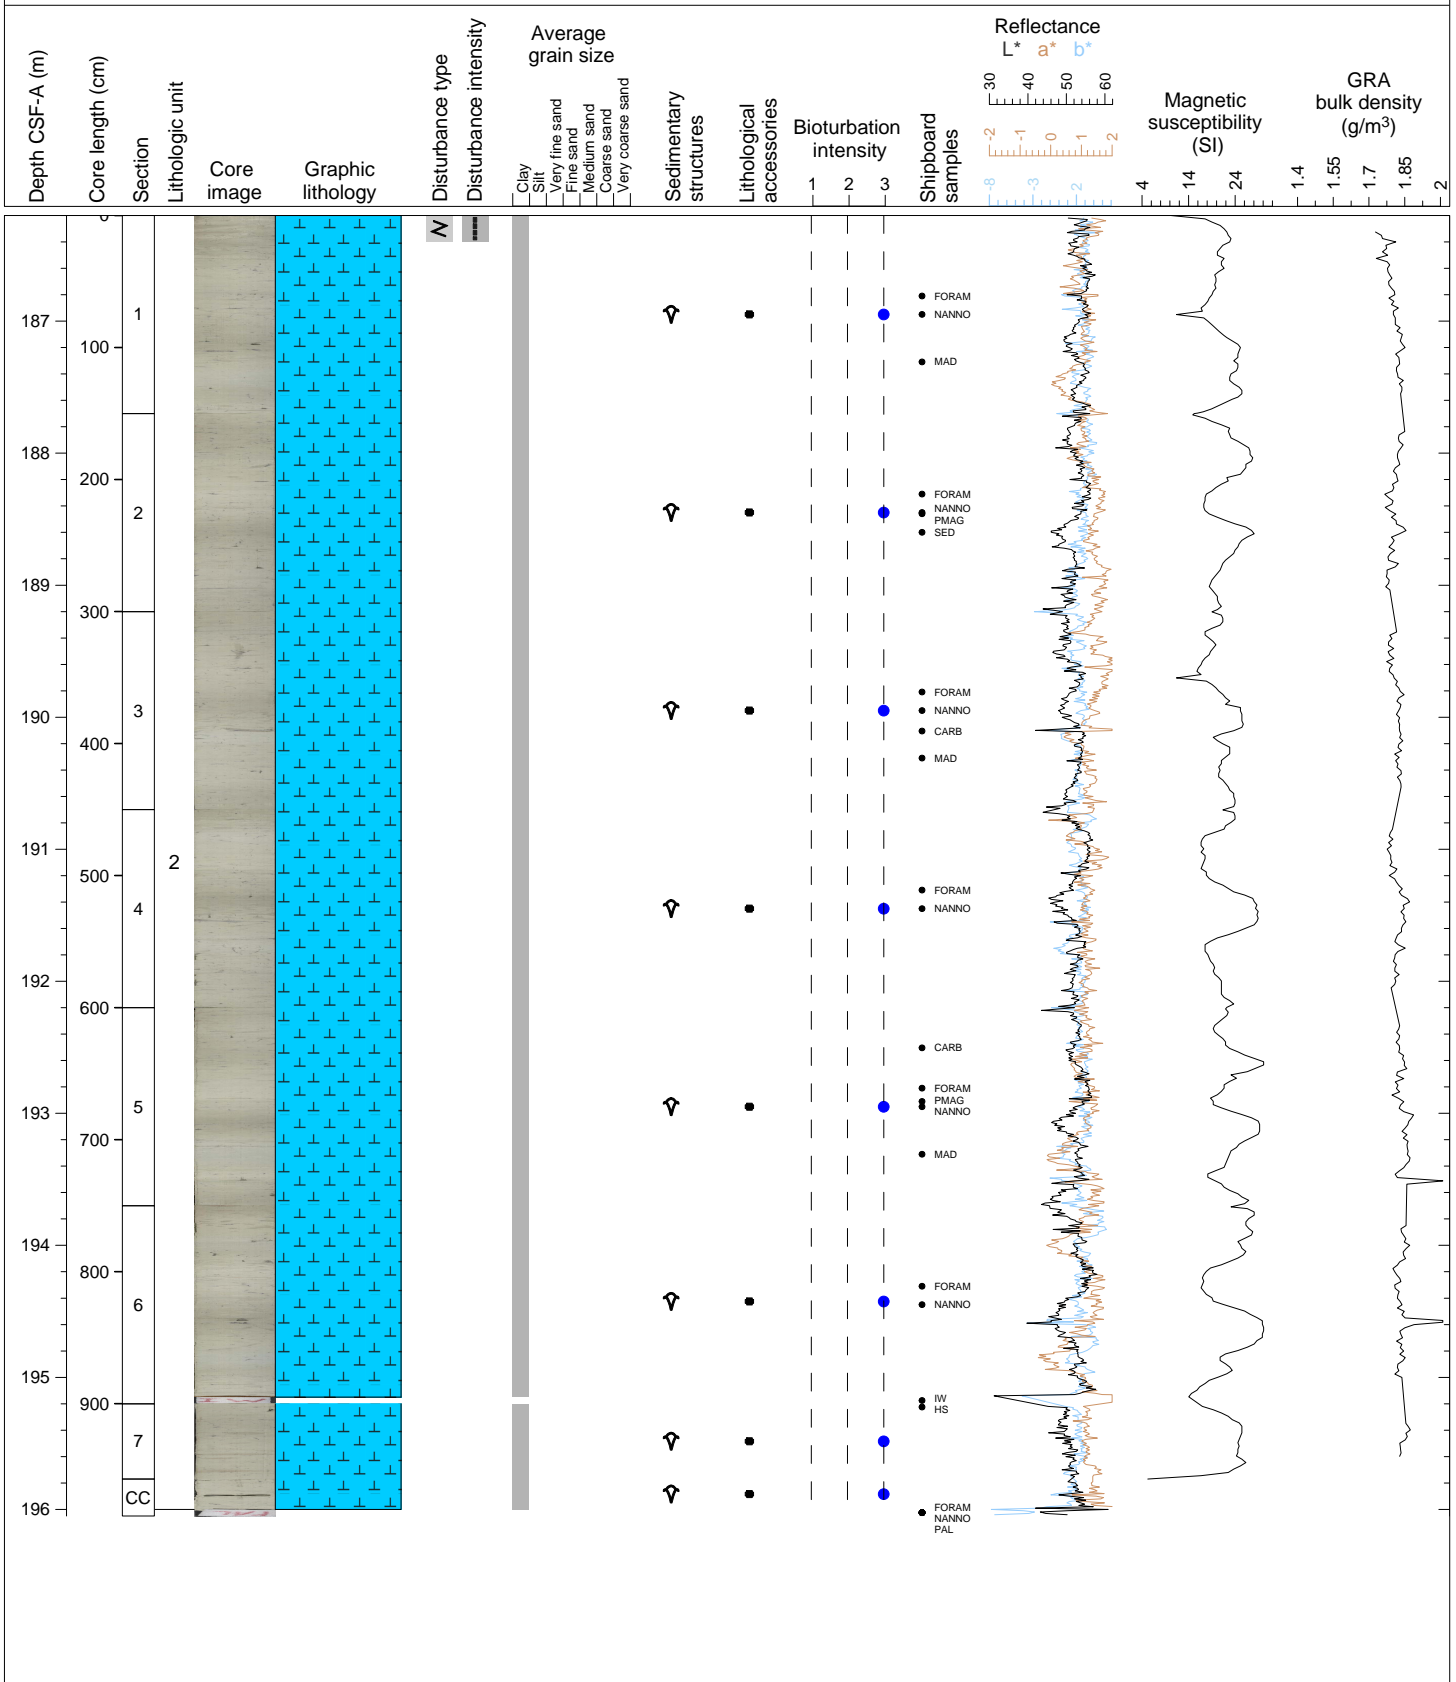 Depth CSF-A (m)
Core length (cm)
Section
Lithologic unit
Core
image
Graphic
lithology
Disturbance type
Disturbance intensity
Average
grain size
Clay
Silt
Very fine sand
Fine sand
Medium sand
Coarse sand
Very coarse sand
Sedimentary
structures
Lithological
accessories
Bioturbation
intensity
1 2 3
Shipboard
samples
Reflectance
L* a* b*
30 40 50 60
-2 -1 0 1 2
-8 -3 2
Magnetic
susceptibility
(SI)
4 14 24
GRA
bulk density
(g/m³)
1.4 1.55 1.7 1.85 2
0
FORAM
187
1
NANNO
100
MAD
188
200
FORAM
2
NANNO
PMAG
SED
189
300
FORAM
190
3
NANNO
CARB
400
MAD
191
2
500
FORAM
4
NANNO
192
600
CARB
FORAM
193
5
PMAG
NANNO
700
MAD
194
800
FORAM
6
NANNO
195
900
IW
HS
7
CC
196
FORAM
NANNO
PAL